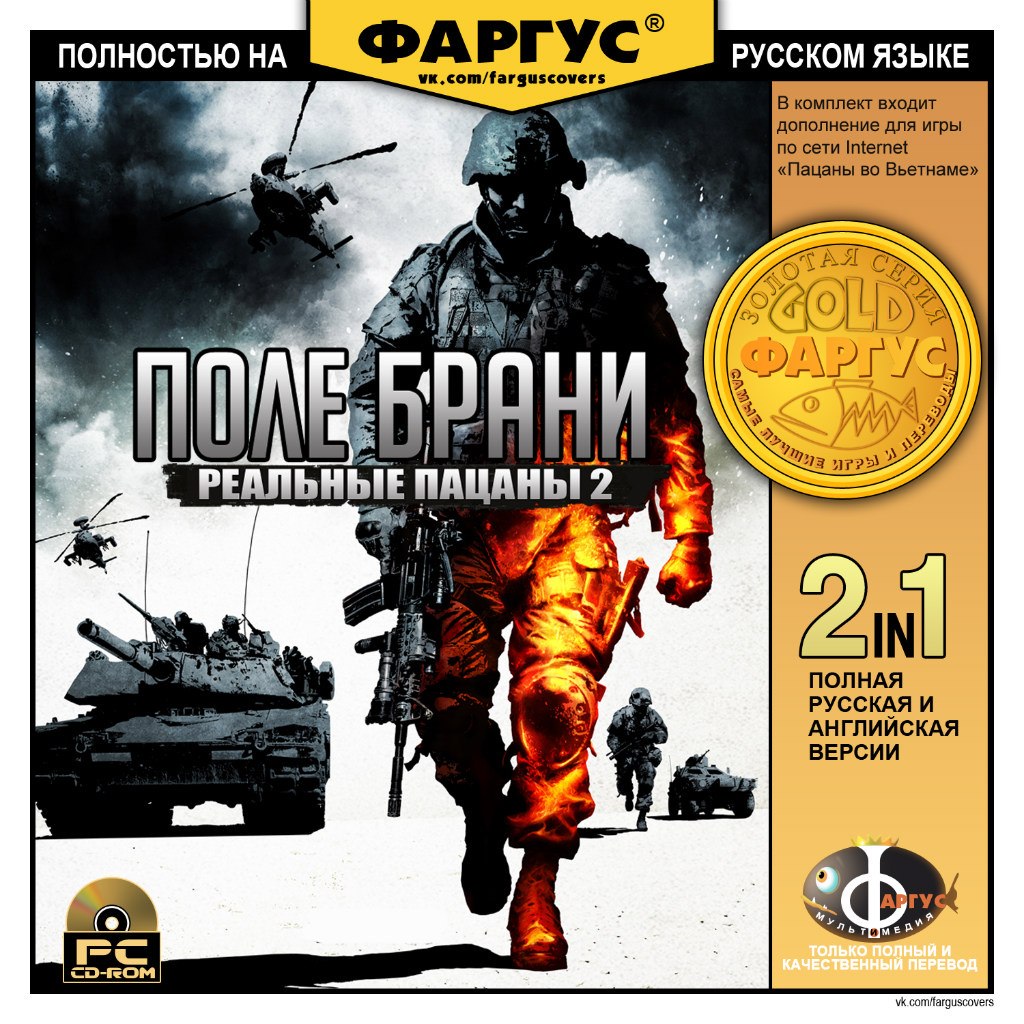 ФАРГУС®
vk.com/farguscovers
ПОЛНОСТЬЮ НА
РУССКОМ ЯЗЫКЕ
В комплект входит
дополнение для игры
по сети Internet
«Пацаны во Вьетнаме»
ЗОЛОТАЯ СЕРИЯ
GOLD
ФАРГУС
САМЫЕ ЛУЧШИЕ ИГРЫ И ПЕРЕВОДЫ
ПОЛЕ БРАНИ
РЕАЛЬНЫЕ ПАЦАНЫ 2
2IN1
ПОЛНАЯ
РУССКАЯ И
АНГЛИЙСКАЯ
ВЕРСИИ
ФАРГУС
МУЛЬТИМЕДИЯ
ТОЛЬКО ПОЛНЫЙ И
КАЧЕСТВЕННЫЙ ПЕРЕВОД
PC
CD-ROM
vk.com/farguscovers